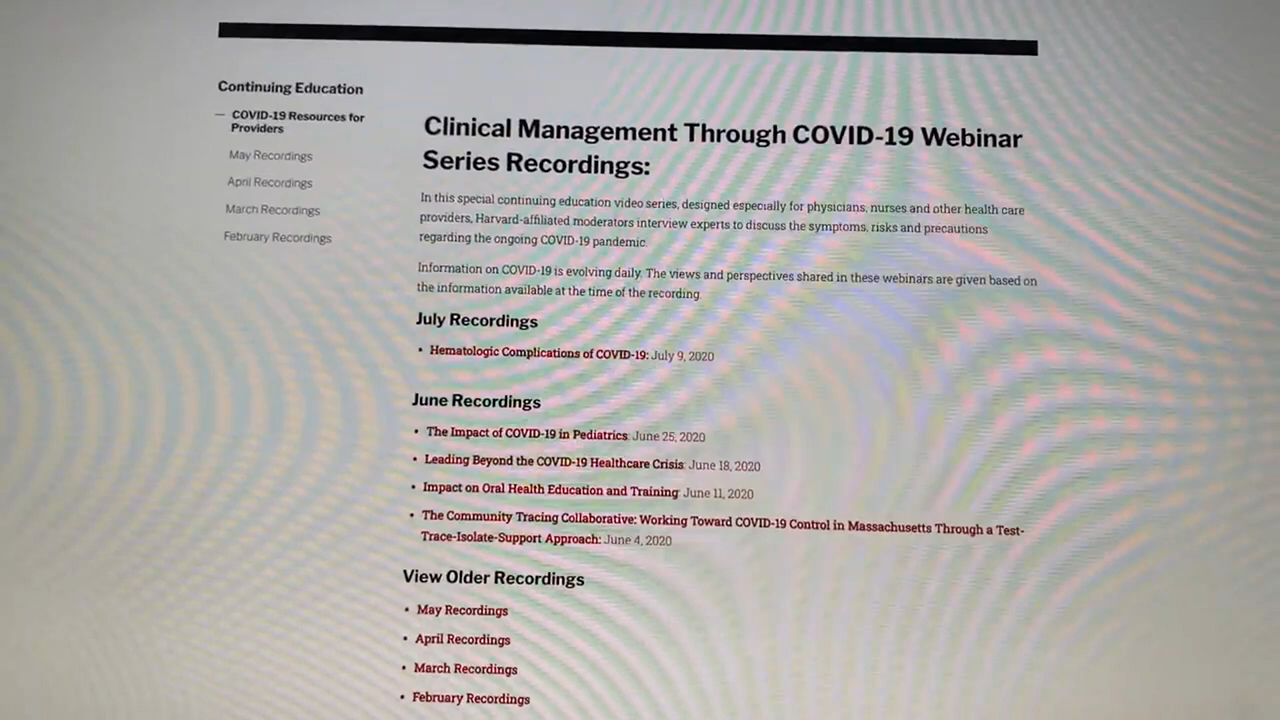 Continuing Education
— COVID-19 Resources for
Providers
May Recordings
April Recordings
March Recordings
February Recordings
Clinical Management Through COVID-19 Webinar
Series Recordings:
In this special continuing education video series, designed especially for physicians, nurses and other health care
providers, Harvard-affiliated moderators interview experts to discuss the symptoms, risks and precautions
regarding the ongoing COVID-19 pandemic.
Information on COVID-19 is evolving daily. The views and perspectives shared in these webinars are given based on
the information available at the time of the recording.
July Recordings
• Hematologic Complications of COVID-19: July 9, 2020
June Recordings
• The Impact of COVID-19 in Pediatrics: June 25, 2020
• Leading Beyond the COVID-19 Healthcare Crisis: June 18, 2020
• Impact on Oral Health Education and Training: June 11, 2020
• The Community Tracing Collaborative: Working Toward COVID-19 Control in Massachusetts Through a Test-
Trace-Isolate-Support Approach: June 4, 2020
View Older Recordings
• May Recordings
• April Recordings
• March Recordings
• February Recordings